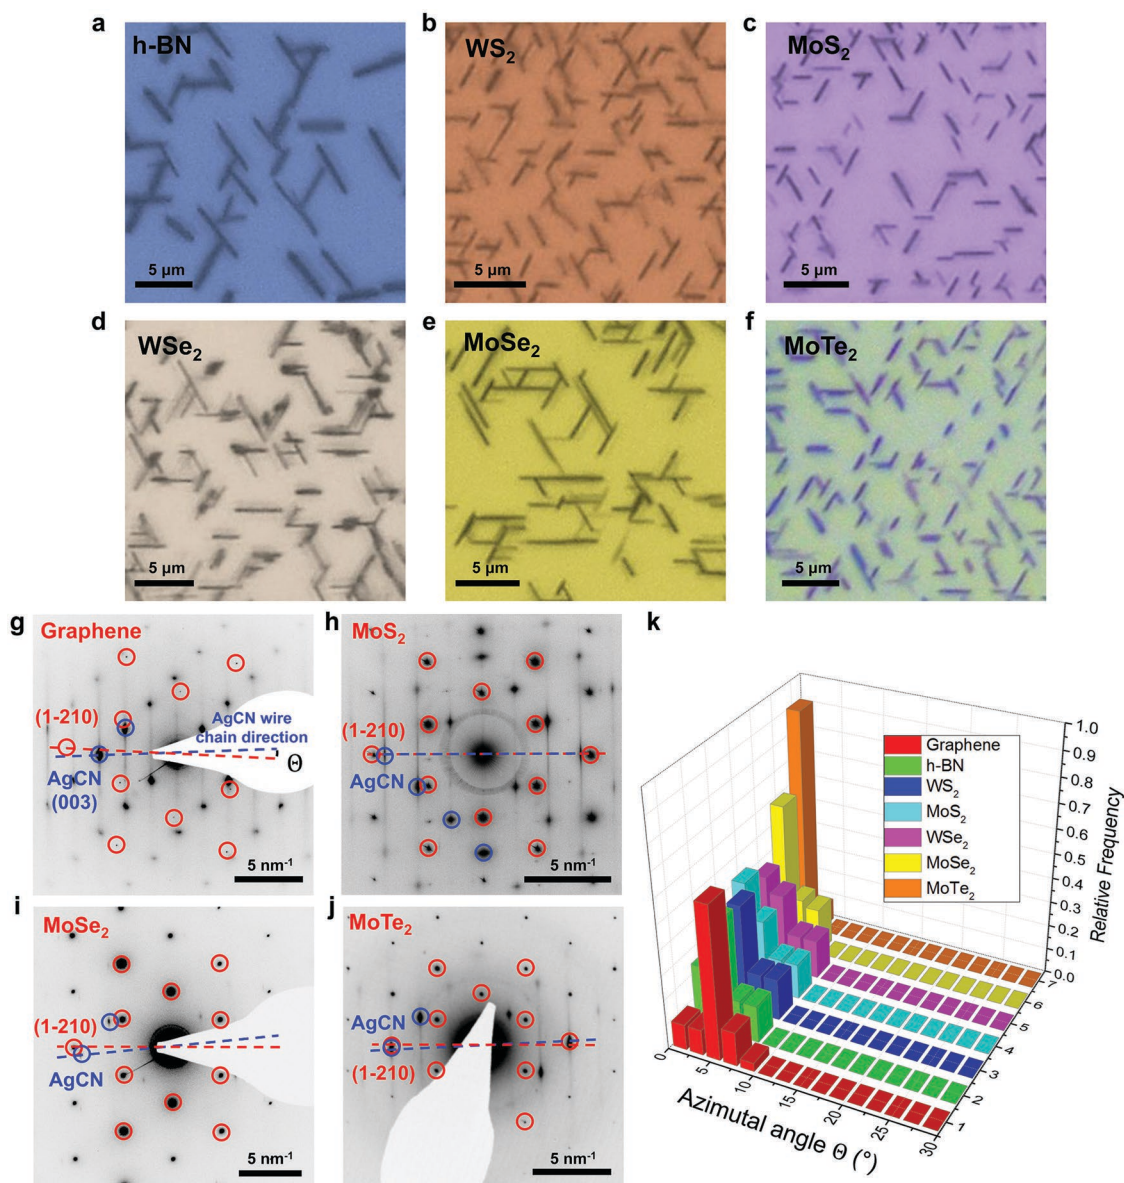 a
h-BN
5 μm
b
WS2
5 μm
c
MoS2
5 μm
d
WSe2
5 μm
e
MoSe2
5 μm
f
MoTe2
5 μm
g
Graphene
(1-210)
AgCN wire
chain direction
Θ
AgCN
(003)
5 nm-1
h
MoS2
(1-210)
AgCN
5 nm-1
i
MoSe2
(1-210)
AgCN
5 nm-1
j
MoTe2
AgCN
(1-210)
5 nm-1
k
Graphene
h-BN
WS2
MoS2
WSe2
MoSe2
MoTe2
1.0
0.9
0.8
0.7
0.6
0.5
0.4
0.3
0.2
0.1
0.0
Relative Frequency
7
6
5
4
3
2
1
0
5
10
15
20
25
30
Azimutal angle Θ (°)